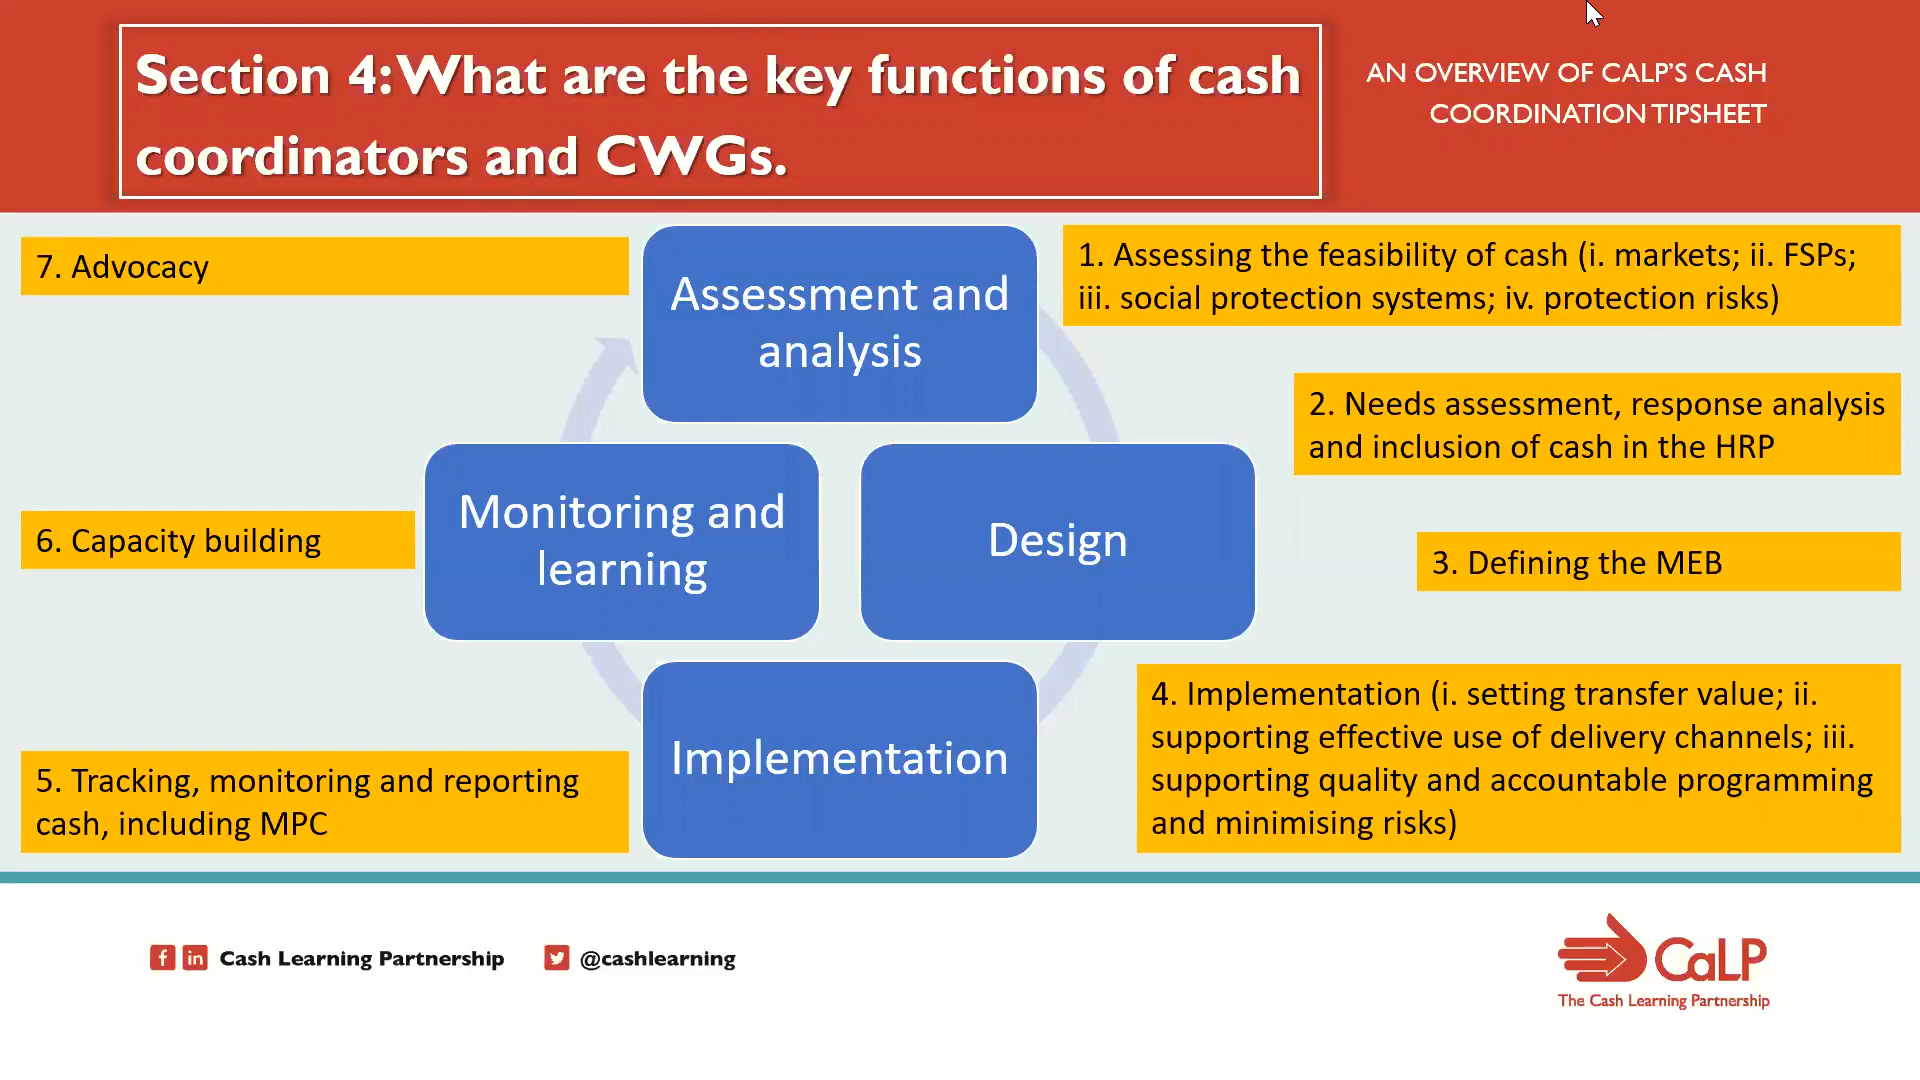 Section 4: What are the key functions of cash
coordinators and CWGs.
AN OVERVIEW OF CALP'S CASH
COORDINATION TIPSHEET
Assessment and
analysis
Design
Implementation
Monitoring and
learning
1. Assessing the feasibility of cash (i. markets; ii. FSPs;
iii. social protection systems; iv. protection risks)
2. Needs assessment, response analysis
and inclusion of cash in the HRP
3. Defining the MEB
4. Implementation (i. setting transfer value; ii.
supporting effective use of delivery channels; iii.
supporting quality and accountable programming
and minimising risks)
5. Tracking, monitoring and reporting
cash, including MPC
6. Capacity building
7. Advocacy
Cash Learning Partnership
@cashlearning
CaLP
The Cash Learning Partnership